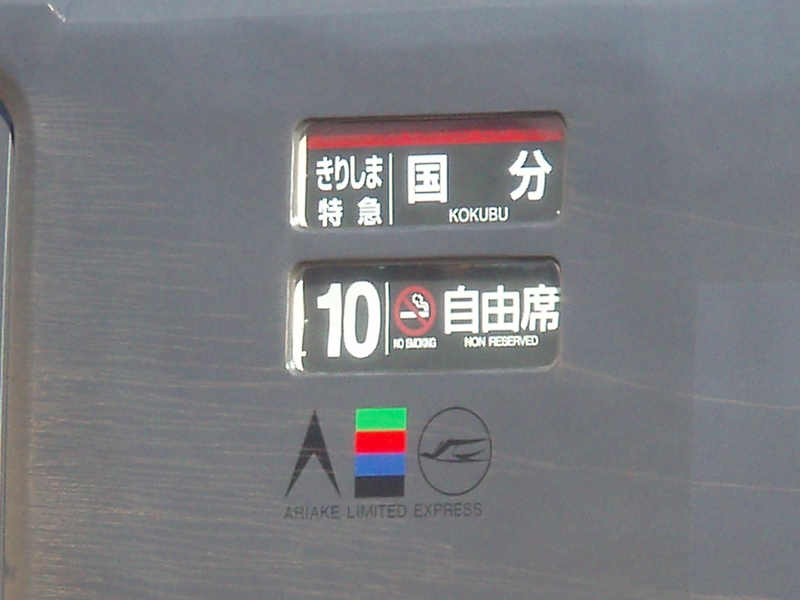 きりしま 国 分
特 急 KOKUBU
10 自由席
NO SMOKING NON RESERVED
ARIAKE LIMITED EXPRESS